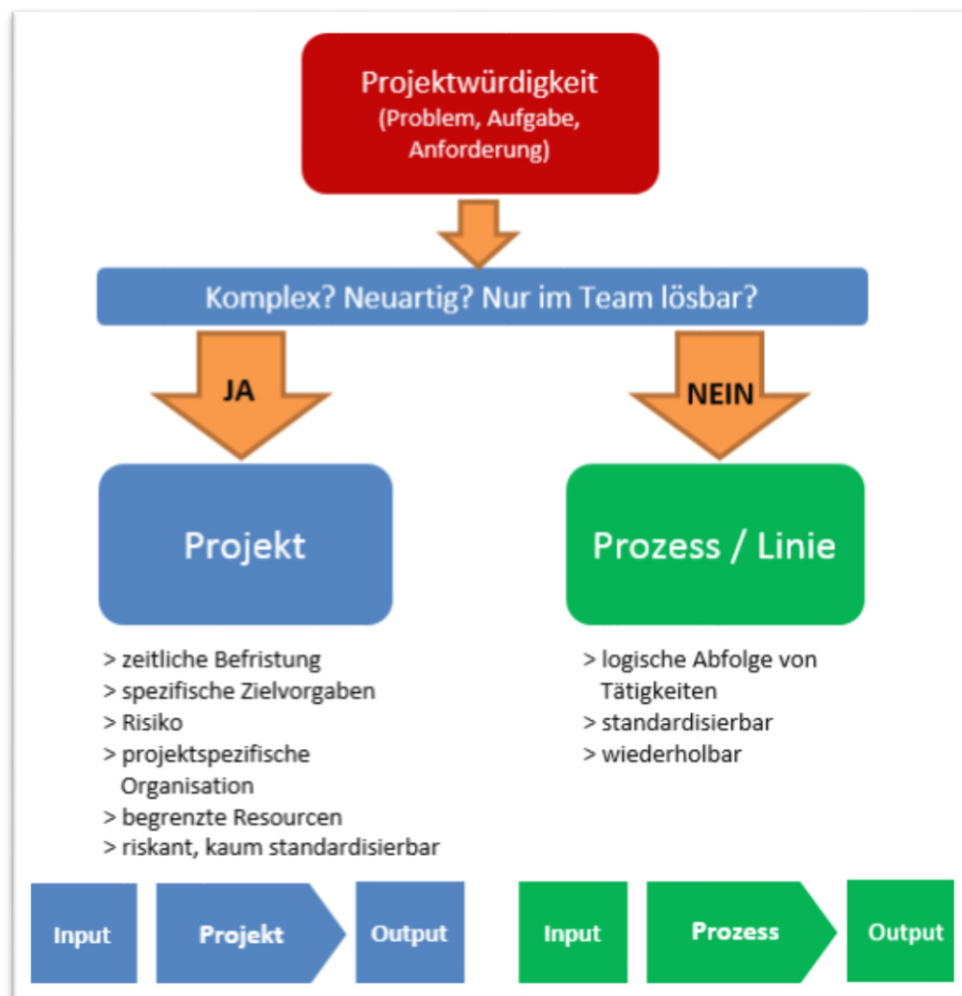 Projektwürdigkeit
(Problem, Aufgabe,
Anforderung)
Komplex? Neuartig? Nur im Team lösbar?
JA
NEIN
Projekt
Prozess / Linie
> zeitliche Befristung
> spezifische Zielvorgaben
> Risiko
> projektspezifische
Organisation
> begrenzte Resourcen
> riskant, kaum standardisierbar
> logische Abfolge von
Tätigkeiten
> standardisierbar
> wiederholbar
Input
Projekt
Output
Input
Prozess
Output